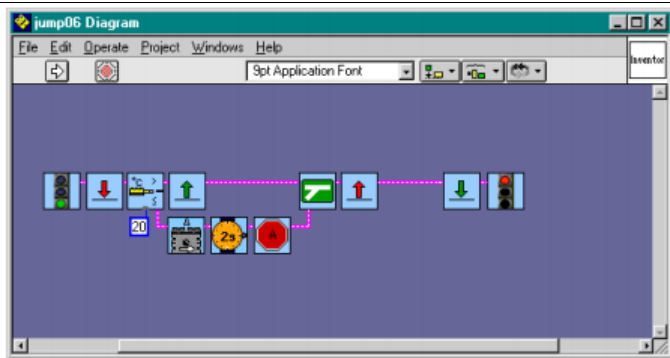 jump06 Diagram
File Edit Operate Project Windows Help
Inventor
9pt Application Font
°C >
<
20
A
2s
A